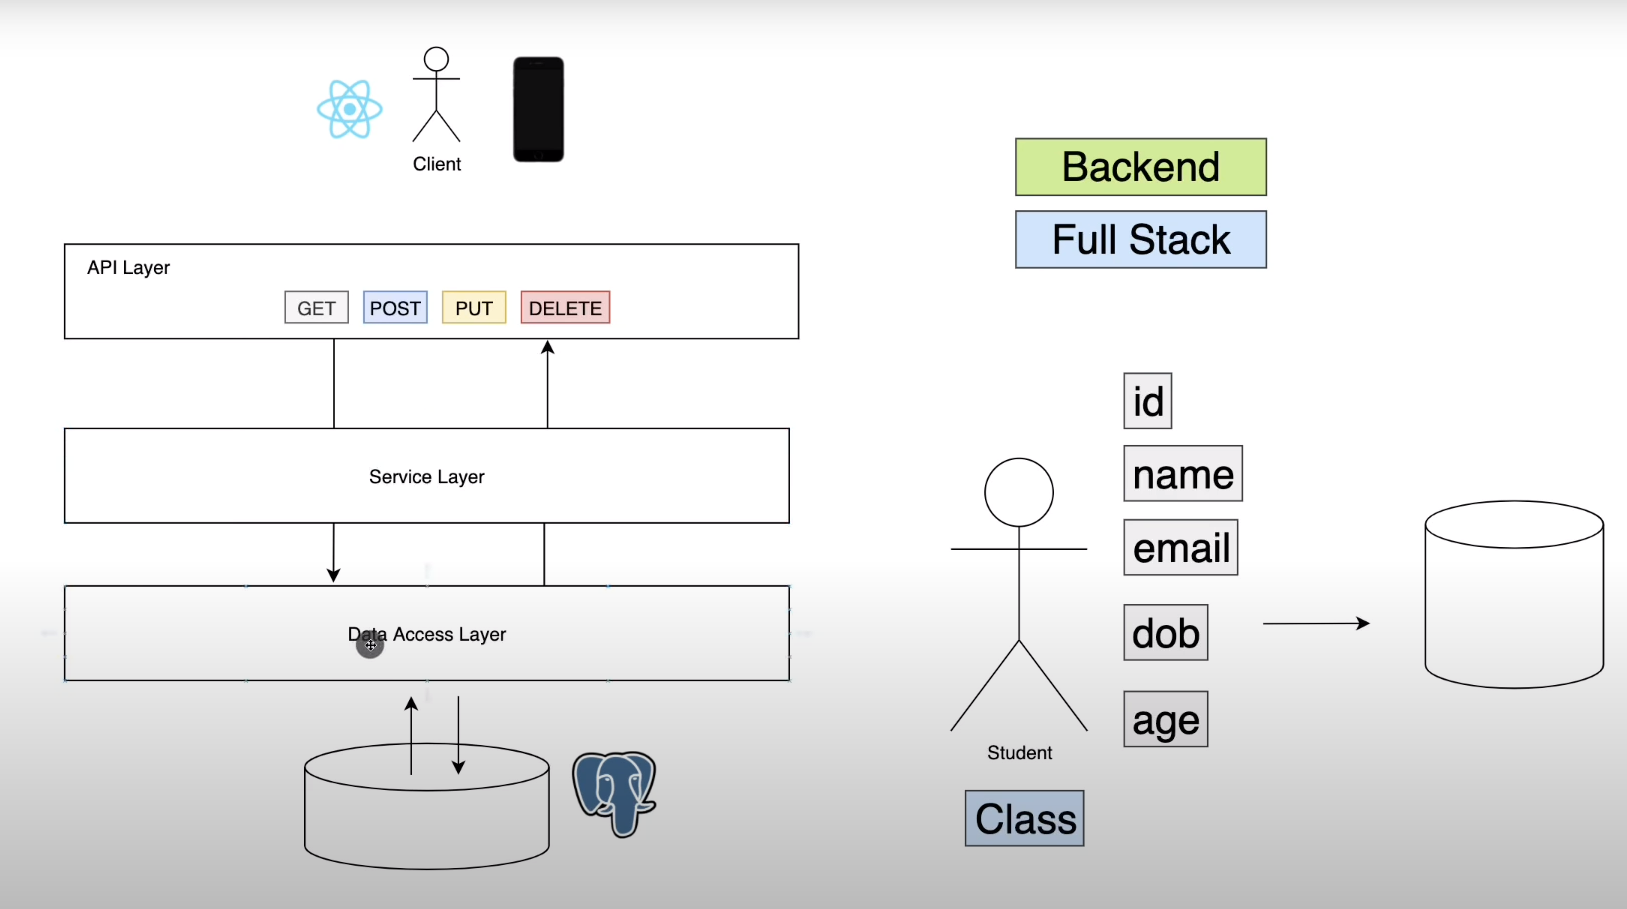 Client
API Layer
GET
POST
PUT
DELETE
Service Layer
Data Access Layer
Backend
Full Stack
id
name
email
dob
age
Student
Class